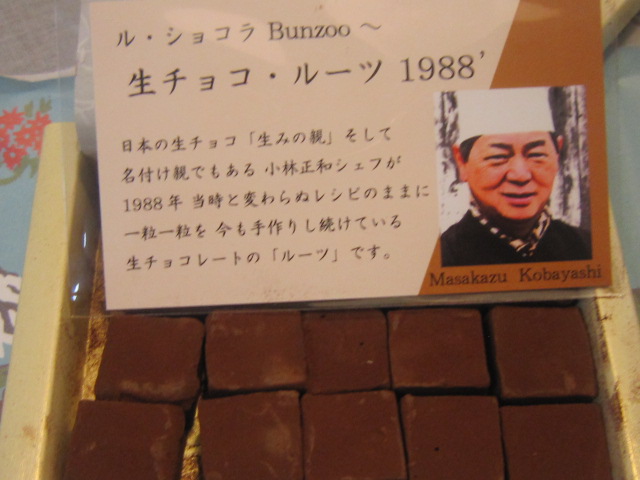 ル・ショコラ Bunzoo ～
生チョコ・ルーツ 1988’
日本の生チョコ「生みの親」そして
名付け親でもある 小林正和シェフが
1988年 当時と変わらぬレシピのままに
一粒一粒を 今も手作りし続けている
生チョコレートの「ルーツ」です。
Masakazu Kobayashi